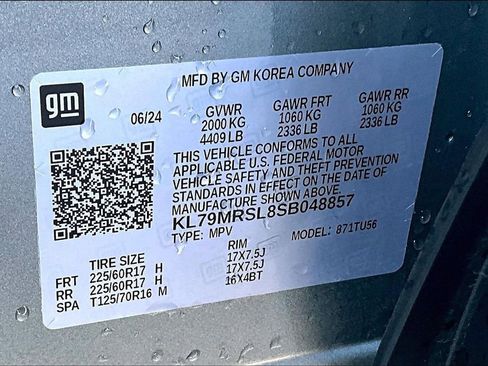 gm
MFD BY GM KOREA COMPANY
06/24 GVWR GAWR FRT GAWR RR
2000 KG 1060 KG 1060 KG
4409 LB 2336 LB 2336 LB
THIS VEHICLE CONFORMS TO ALL
APPLICABLE U.S. FEDERAL MOTOR
VEHICLE SAFETY AND THEFT PREVENTION
STANDARDS IN EFFECT ON THE DATE OF
MANUFACTURE SHOWN ABOVE.
KL79MRSL8SB048857
TYPE: MPV MODEL: 871TU56
TIRE SIZE RIM
FRT 225/60R17 H 17X7.5J
RR 225/60R17 H 17X7.5J
SPA T125/70R16 M 16X4BT